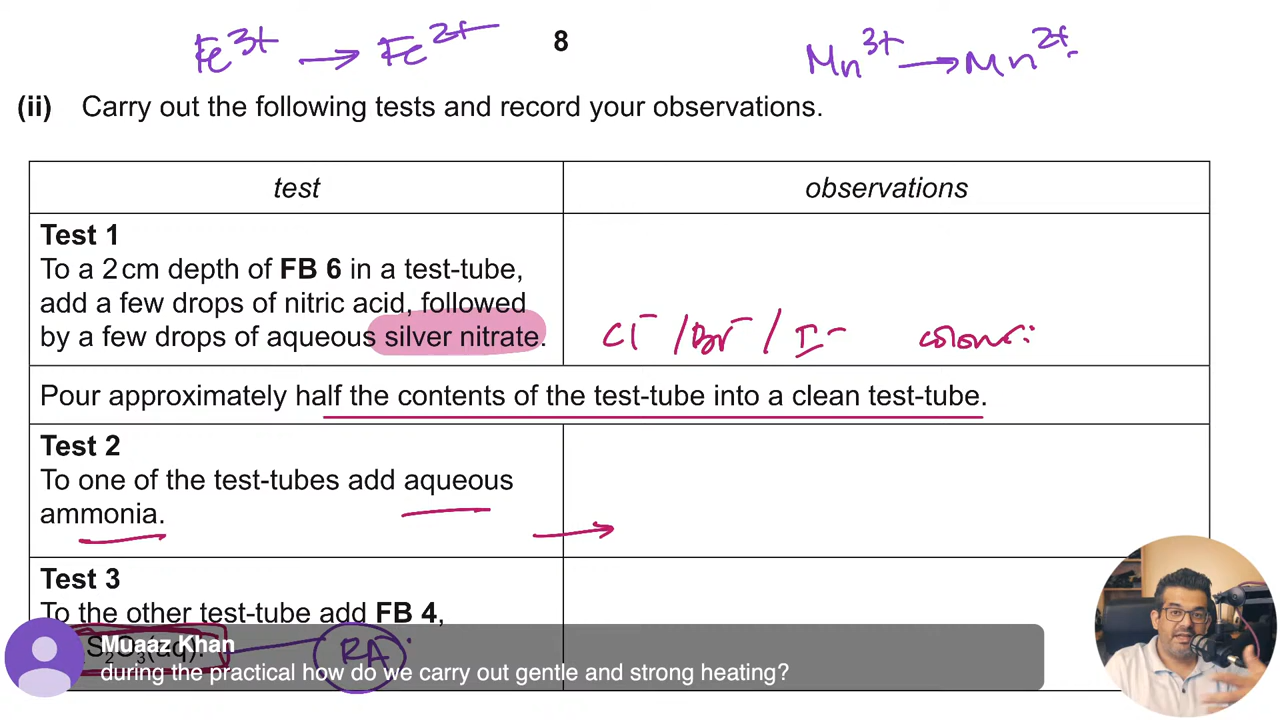 Fe³⁺ → Fe²⁺
8
Mn³⁺ → Mn²⁺
(ii) Carry out the following tests and record your observations.
test
observations
Test 1
To a 2 cm depth of FB 6 in a test-tube,
add a few drops of nitric acid, followed
by a few drops of aqueous silver nitrate.
Cl⁻ / Br⁻ / I⁻ colour:
Pour approximately half the contents of the test-tube into a clean test-tube.
Test 2
To one of the test-tubes add aqueous
ammonia.
→
Test 3
To the other test-tube add FB 4,
S₂O₃(aq).
RA
Muaaz Khan
during the practical how do we carry out gentle and strong heating?